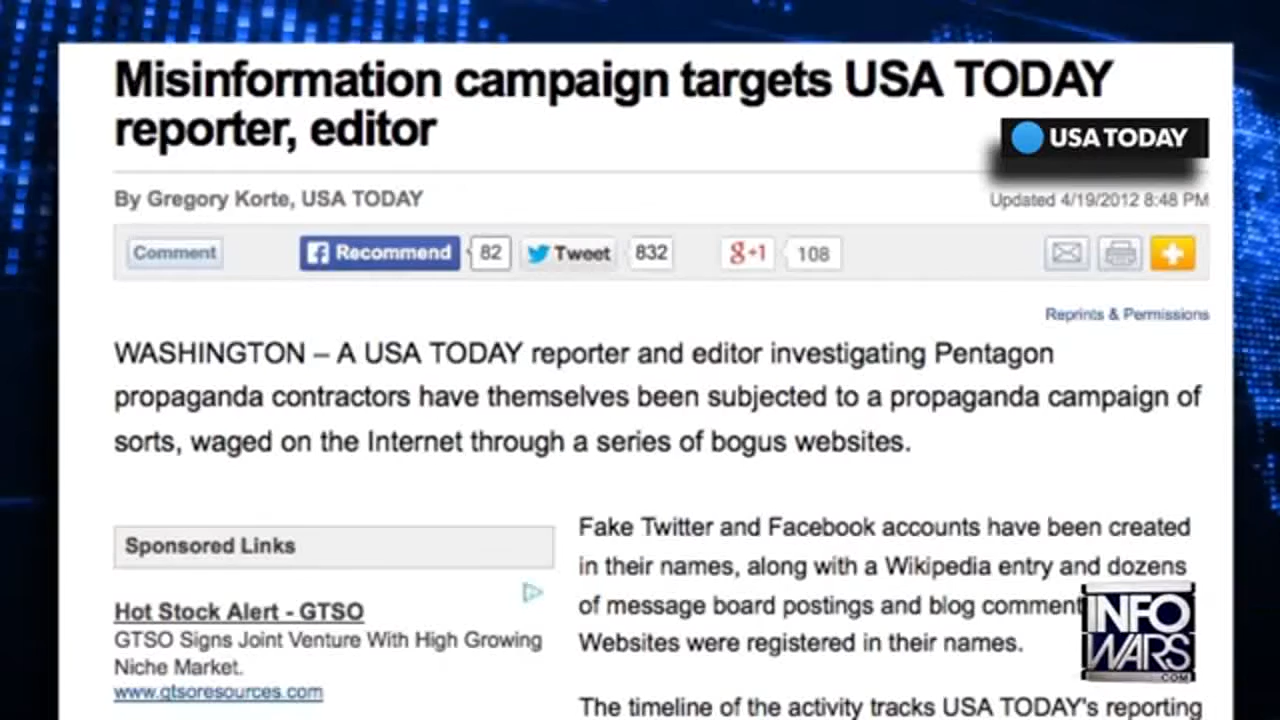 Misinformation campaign targets USA TODAY
reporter, editor
USA TODAY
By Gregory Korte, USA TODAY
Updated 4/19/2012 8:48 PM
Comment
Recommend
82
Tweet
832
g+1
108
Reprints & Permissions
WASHINGTON – A USA TODAY reporter and editor investigating Pentagon
propaganda contractors have themselves been subjected to a propaganda campaign of
sorts, waged on the Internet through a series of bogus websites.
Sponsored Links
Hot Stock Alert - GTSO
GTSO Signs Joint Venture With High Growing
Niche Market.
www.gtsoresources.com
Fake Twitter and Facebook accounts have been created
in their names, along with a Wikipedia entry and dozens
of message board postings and blog comment
Websites were registered in their names.
The timeline of the activity tracks USA TODAY's reporting
INFO
WARS
.COM